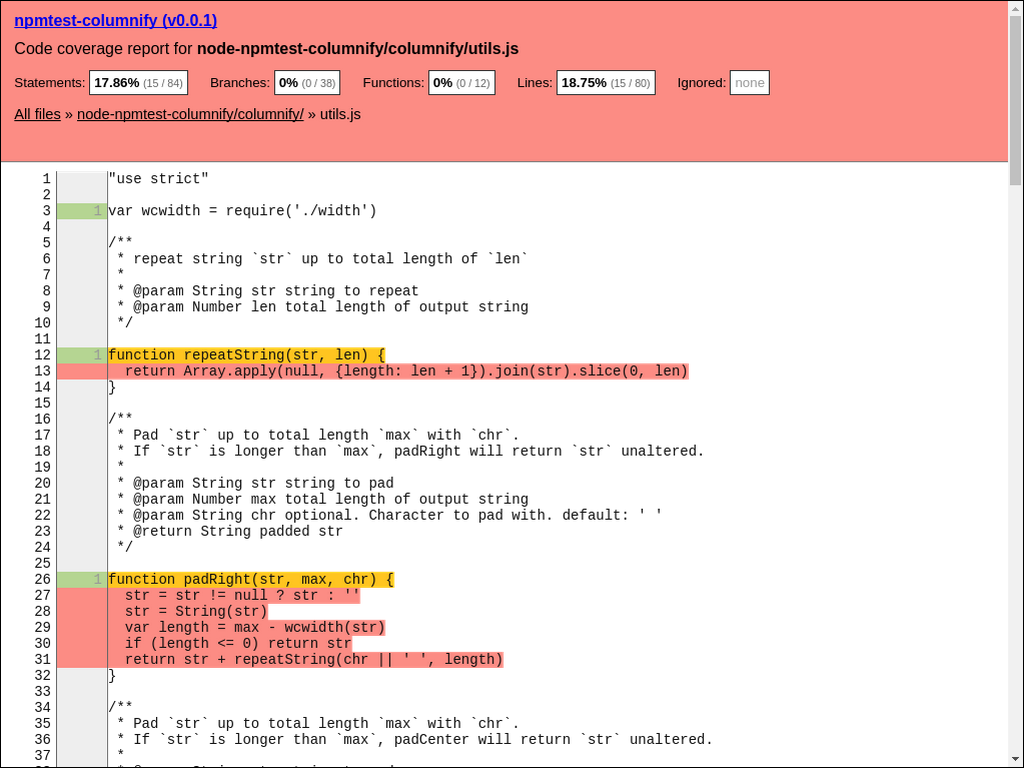 npmtest-columnify (v0.0.1)
Code coverage report for node-npmtest-columnify/columnify/utils.js
Statements: 17.86% (15 / 84) Branches: 0% (0 / 38) Functions: 0% (0 / 12) Lines: 18.75% (15 / 80) Ignored: none
All files » node-npmtest-columnify/columnify/ » utils.js
1 "use strict"
2
3 1 var wcwidth = require('./width')
4
5 /**
6 * repeat string `str` up to total length of `len`
7 *
8 * @param String str string to repeat
9 * @param Number len total length of output string
10 */
11
12 1 function repeatString(str, len) {
13 return Array.apply(null, {length: len + 1}).join(str).slice(0, len)
14 }
15
16 /**
17 * Pad `str` up to total length `max` with `chr`.
18 * If `str` is longer than `max`, padRight will return `str` unaltered.
19 *
20 * @param String str string to pad
21 * @param Number max total length of output string
22 * @param String chr optional. Character to pad with. default: ' '
23 * @return String padded str
24 */
25
26 1 function padRight(str, max, chr) {
27 str = str != null ? str : ''
28 str = String(str)
29 var length = max - wcwidth(str)
30 if (length <= 0) return str
31 return str + repeatString(chr || ' ', length)
32 }
33
34 /**
35 * Pad `str` up to total length `max` with `chr`.
36 * If `str` is longer than `max`, padCenter will return `str` unaltered.
37 *